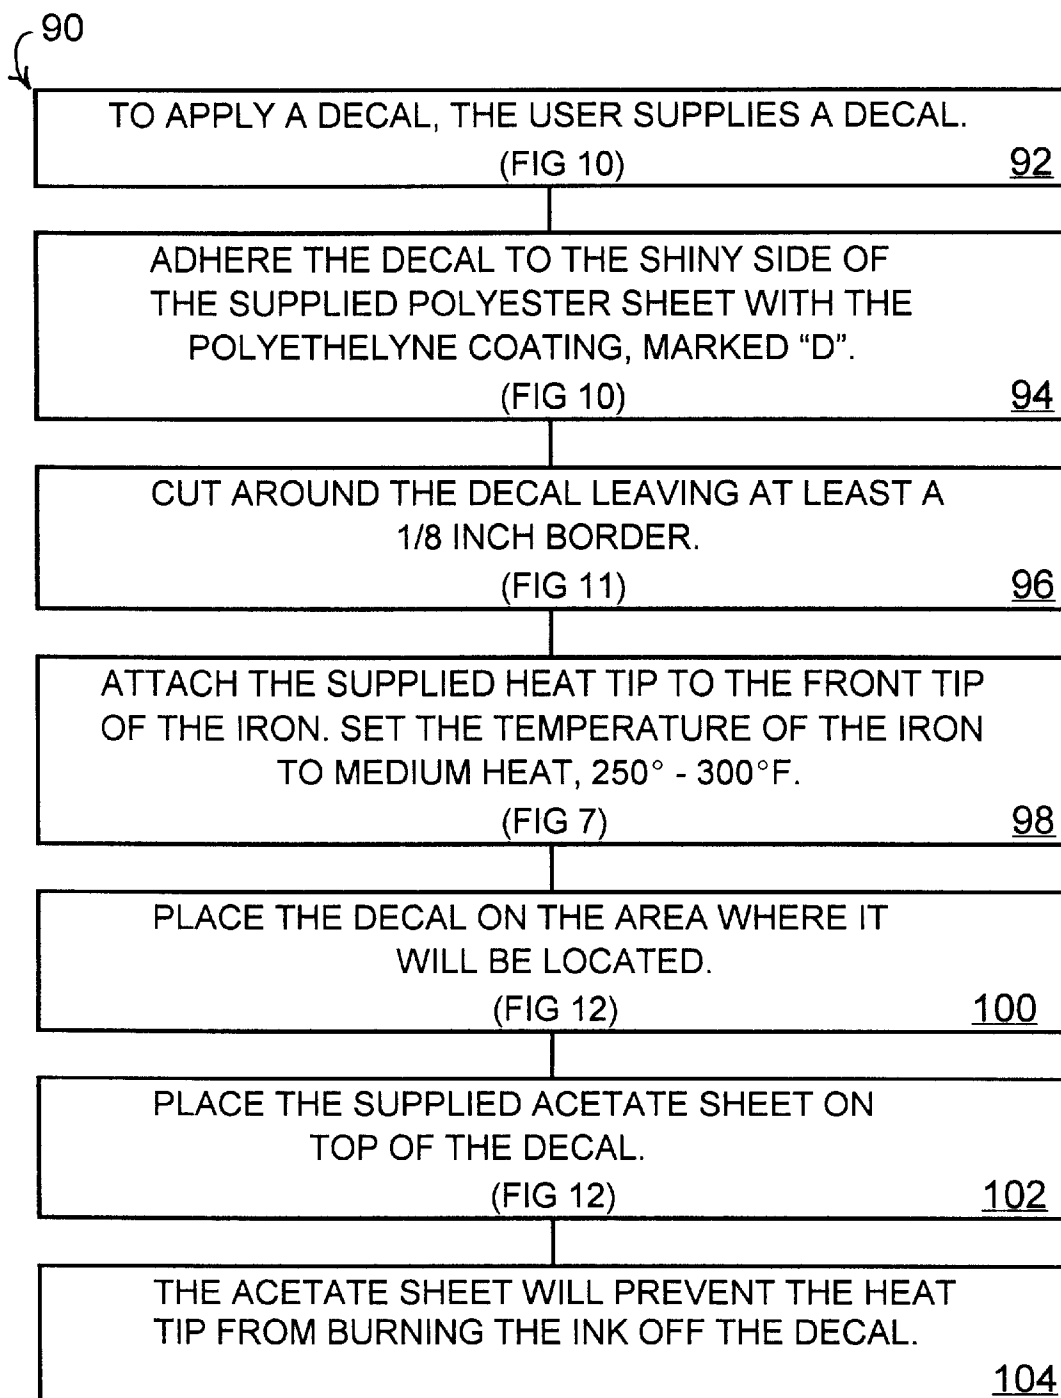 90
TO APPLY A DECAL, THE USER SUPPLIES A DECAL.
(FIG 10) 92
ADHERE THE DECAL TO THE SHINY SIDE OF
THE SUPPLIED POLYESTER SHEET WITH THE
POLYETHELYNE COATING, MARKED “D”.
(FIG 10) 94
CUT AROUND THE DECAL LEAVING AT LEAST A
1/8 INCH BORDER.
(FIG 11) 96
ATTACH THE SUPPLIED HEAT TIP TO THE FRONT TIP
OF THE IRON. SET THE TEMPERATURE OF THE IRON
TO MEDIUM HEAT, 250° - 300°F.
(FIG 7) 98
PLACE THE DECAL ON THE AREA WHERE IT
WILL BE LOCATED.
(FIG 12) 100
PLACE THE SUPPLIED ACETATE SHEET ON
TOP OF THE DECAL.
(FIG 12) 102
THE ACETATE SHEET WILL PREVENT THE HEAT
TIP FROM BURNING THE INK OFF THE DECAL.
104